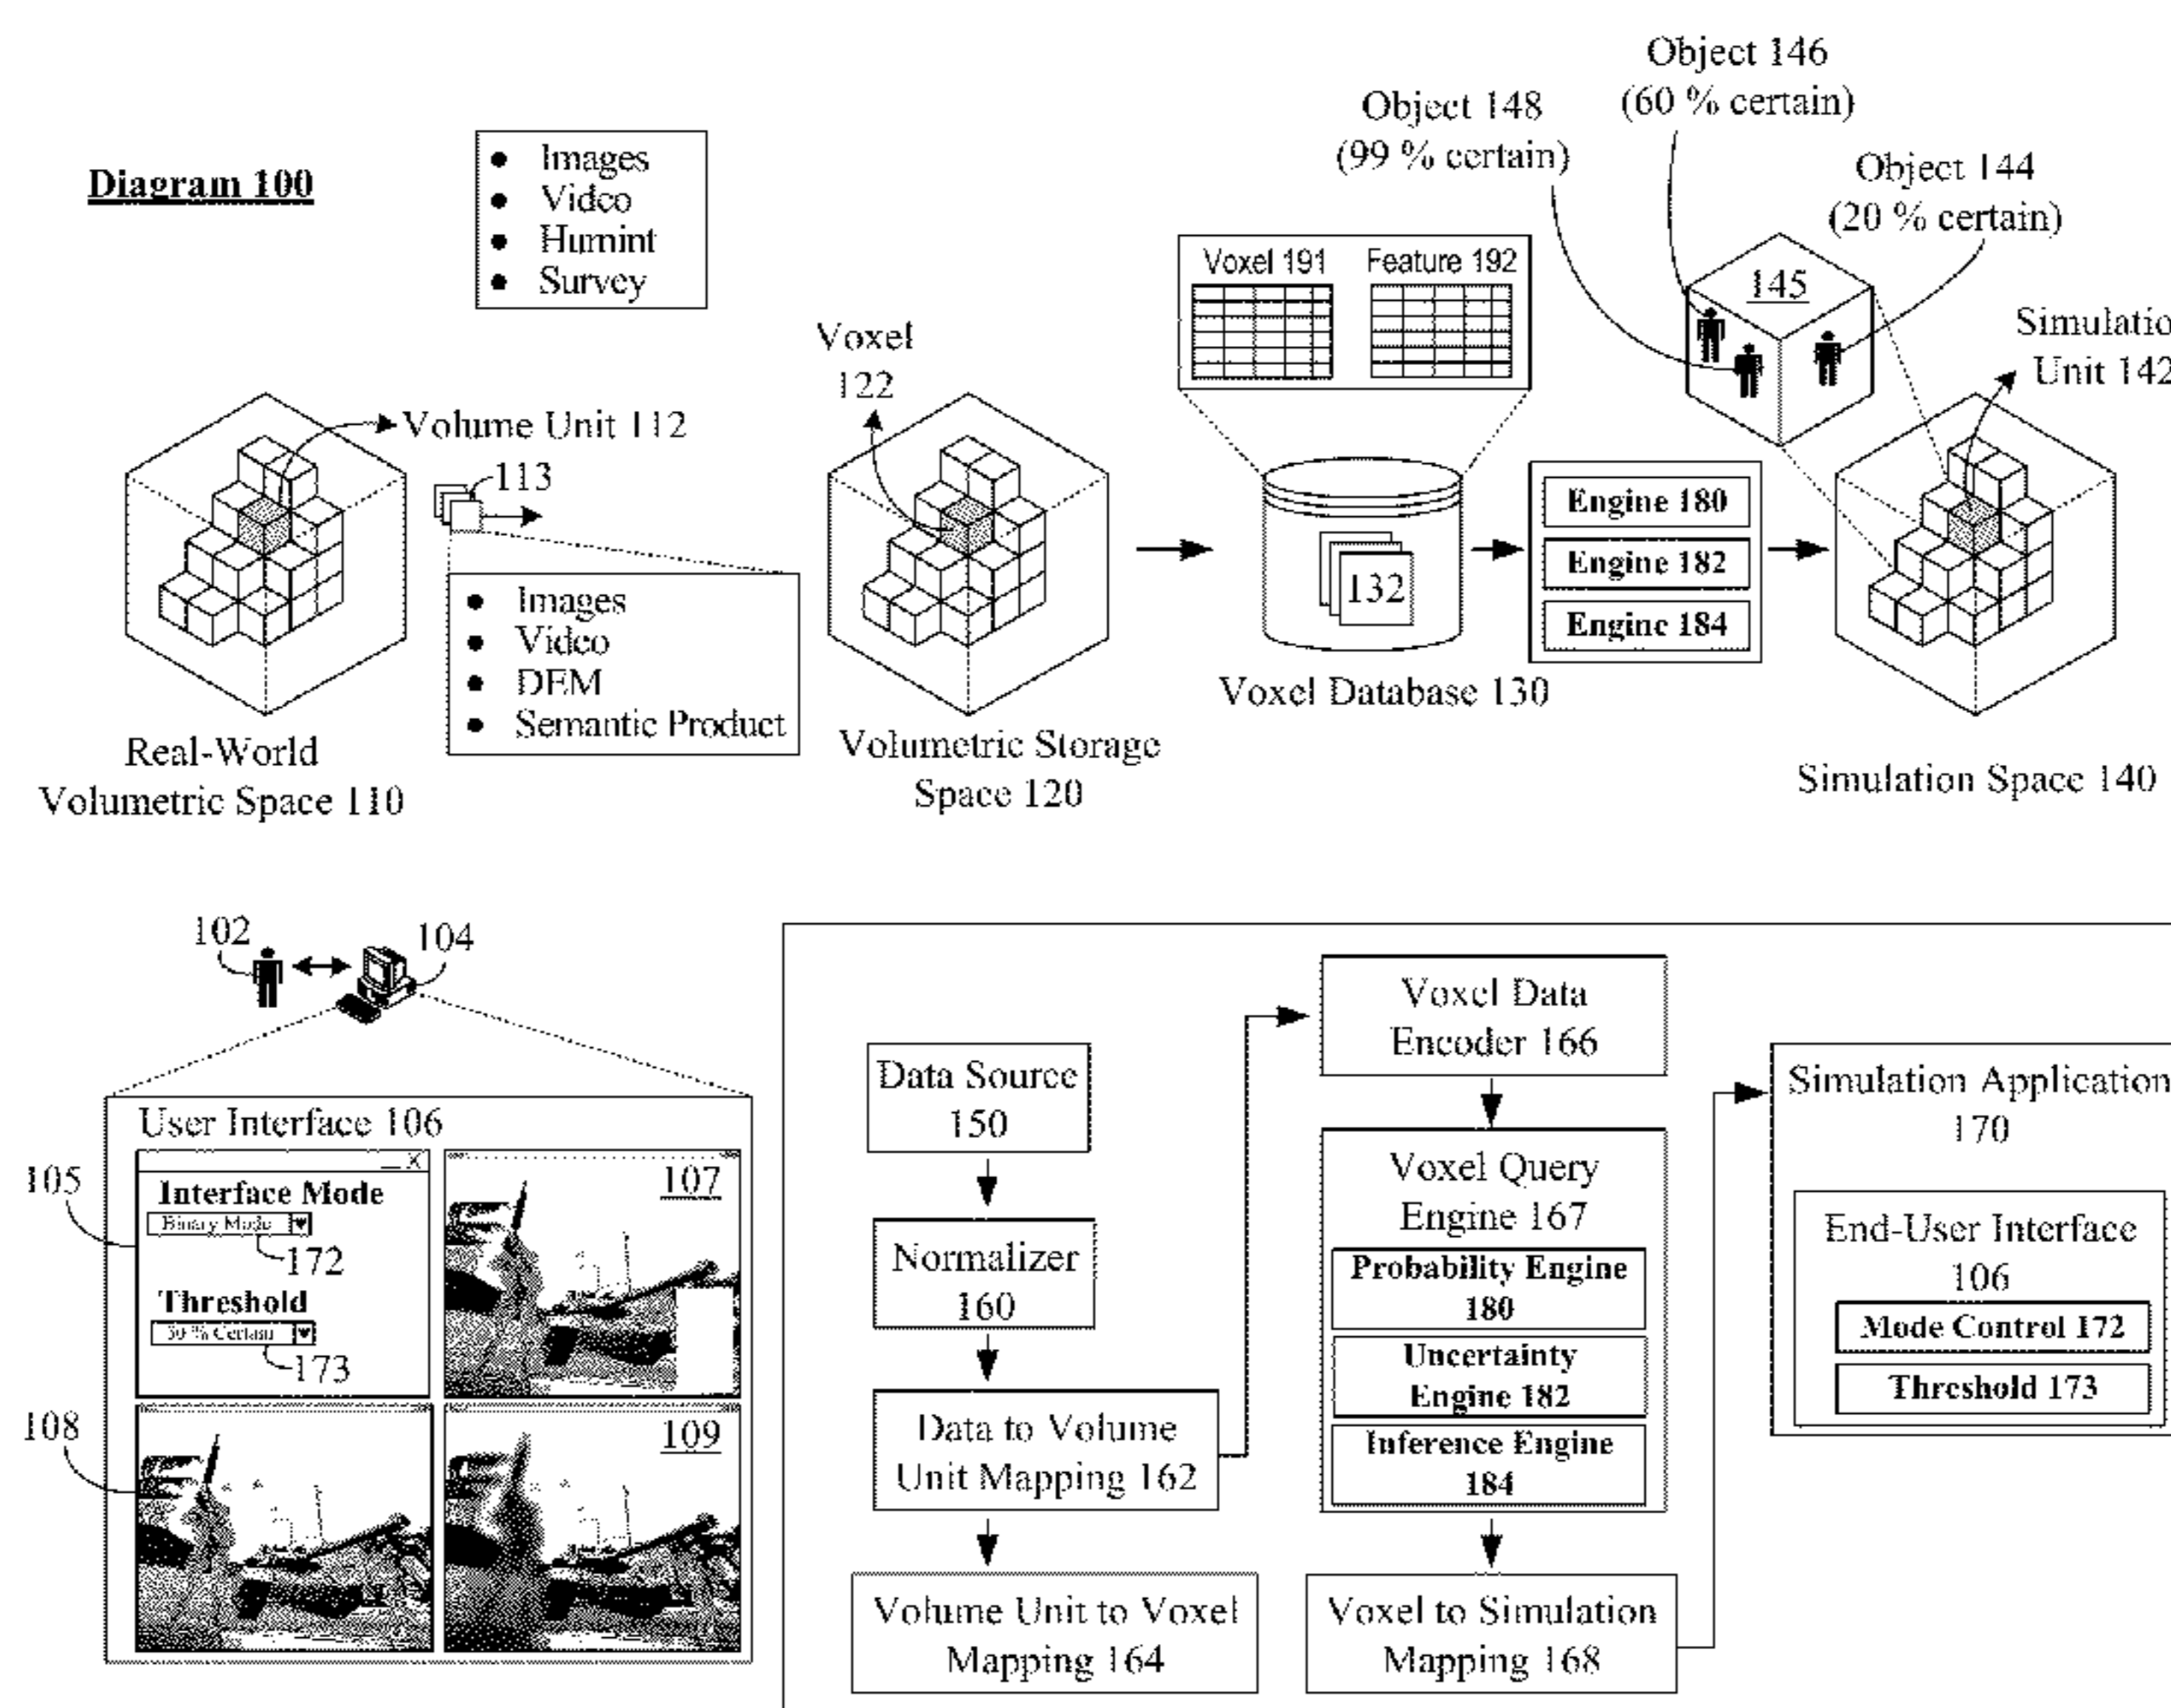 Diagram 100
Images
Video
Humint
Survey
Object 148
(99 % certain)
Object 146
(60 % certain)
Object 144
(20 % certain)
145
Simulatio
Unit 142
Voxel 191
Feature 192
Voxel
122
Volume Unit 112
113
Images
Video
DEM
Semantic Product
132
Engine 180
Engine 182
Engine 184
Real-World
Volumetric Space 110
Volumetric Storage
Space 120
Voxel Database 130
Simulation Space 140
102
104
User Interface 106
105
Interface Mode
Binary Mode
172
Threshold
% Certain
173
107
108
109
Data Source
150
Normalizer
160
Data to Volume
Unit Mapping 162
Volume Unit to Voxel
Mapping 164
Voxel Data
Encoder 166
Voxel Query
Engine 167
Probability Engine
180
Uncertainty
Engine 182
Inference Engine
184
Voxel to Simulation
Mapping 168
Simulation Application
170
End-User Interface
106
Mode Control 172
Threshold 173